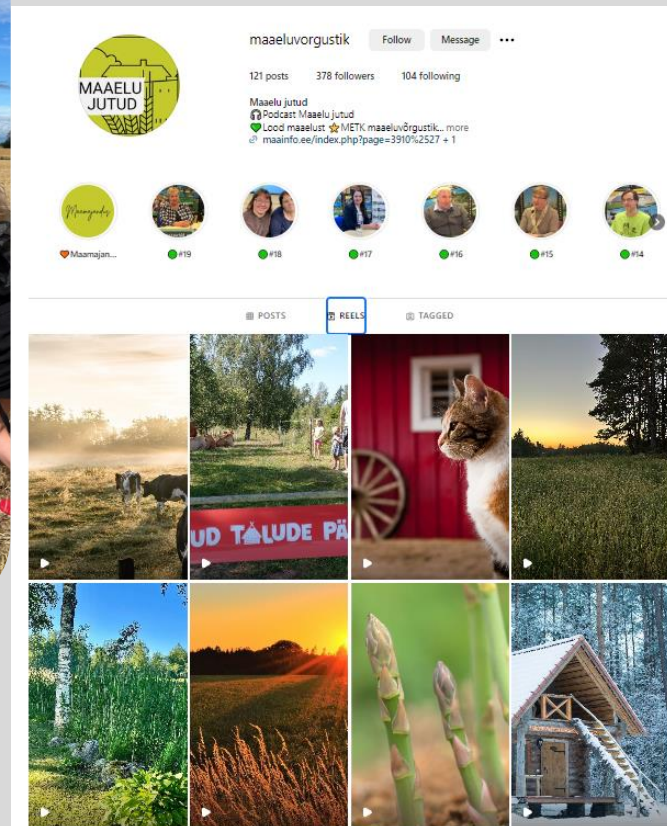 maaeluvorgustik Follow Message •••
121 posts 378 followers 104 following
MAAELU
JUTUD
Maaelu jutud
🎧Podcast Maaelu jutud
💚Lood maaelust ⭐METK maaeluvõrgustik... more
maainfo.ee/index.php?page=3910%2527 + 1
Maamajandus
🧡Maamajan... 🟢#19 🟢#18 🟢#17 🟢#16 🟢#15 🟢#14
POSTS REELS TAGGED
UD TALUDE PÄ